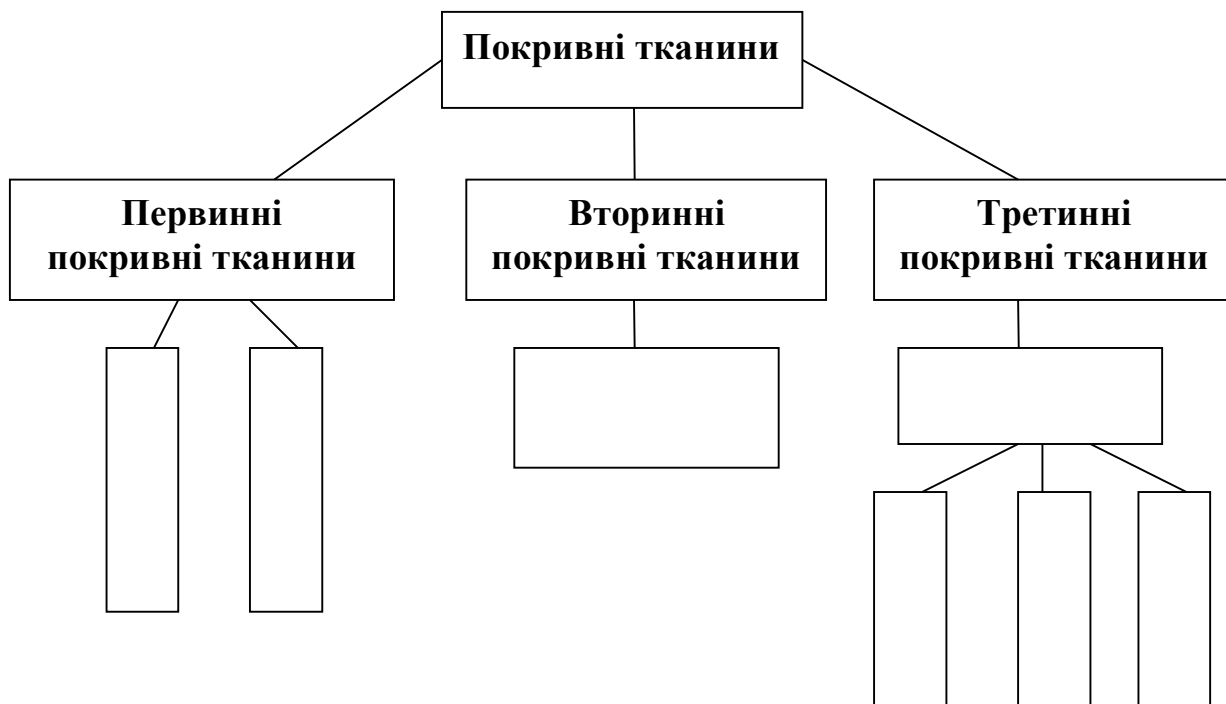 Покривні тканини
Первинні
покривні тканини
Вторинні
покривні тканини
Третинні
покривні тканини